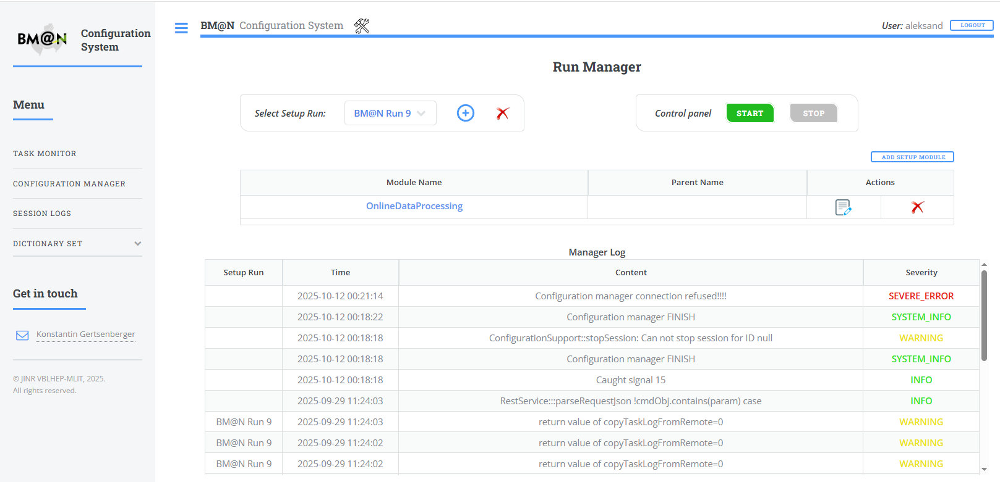 BM@N
Configuration
System
Menu
TASK MONITOR
CONFIGURATION MANAGER
SESSION LOGS
DICTIONARY SET
Get in touch
Konstantin Gertsenberger
© JINR VBLHEP-MLIT, 2025.
All rights reserved.
BM@N Configuration System
User: aleksand LOGOUT
Run Manager
Select Setup Run: BM@N Run 9
Control panel START STOP
ADD SETUP MODULE
Module Name Parent Name Actions
OnlineDataProcessing
Manager Log
Setup Run Time Content Severity
2025-10-12 00:21:14 Configuration manager connection refused!!!! SEVERE_ERROR
2025-10-12 00:18:22 Configuration manager FINISH SYSTEM_INFO
2025-10-12 00:18:18 ConfigurationSupport::stopSession: Can not stop session for ID null WARNING
2025-10-12 00:18:18 Configuration manager FINISH SYSTEM_INFO
2025-10-12 00:18:18 Caught signal 15 INFO
2025-09-29 11:24:03 RestService:::parseRequestJson !cmdObj.contains(param) case INFO
BM@N Run 9 2025-09-29 11:24:03 return value of copyTaskLogFromRemote=0 WARNING
BM@N Run 9 2025-09-29 11:24:02 return value of copyTaskLogFromRemote=0 WARNING
BM@N Run 9 2025-09-29 11:24:02 return value of copyTaskLogFromRemote=0 WARNING